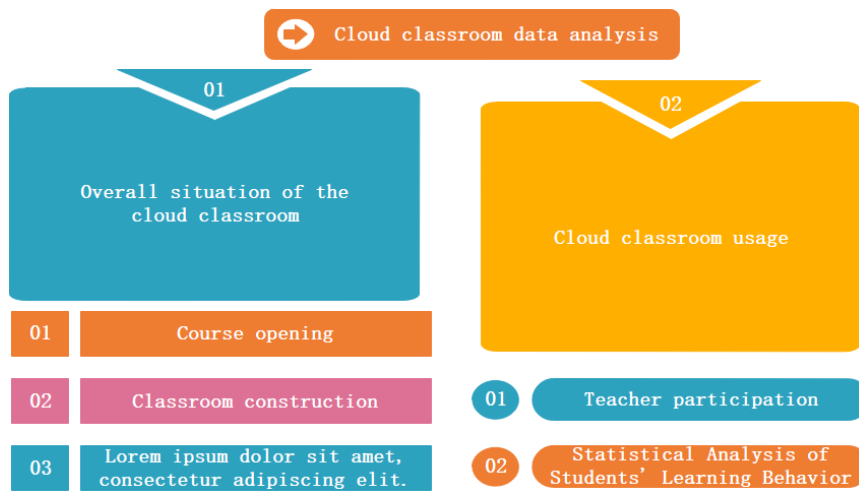 Cloud classroom data analysis
01
Overall situation of the
cloud classroom
01
Course opening
02
Classroom construction
03
Lorem ipsum dolor sit amet,
consectetur adipiscing elit.
02
Cloud classroom usage
01
Teacher participation
02
Statistical Analysis of
Students' Learning Behavior